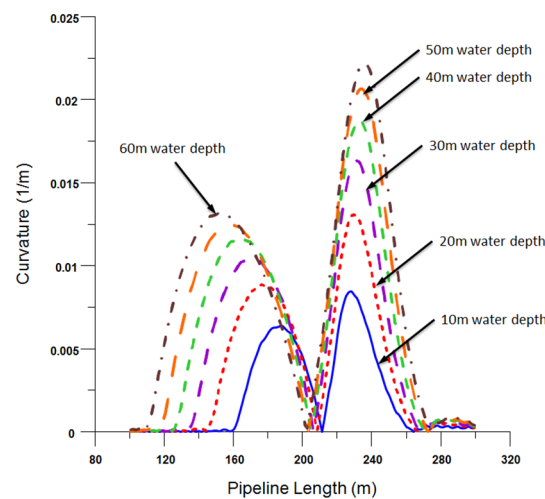 0.025
50m water depth
0.02
40m water depth
60m water depth
30m water depth
0.015
Curvature (1/m)
20m water depth
0.01
10m water depth
0.005
0
80 120 160 200 240 280 320
Pipeline Length (m)